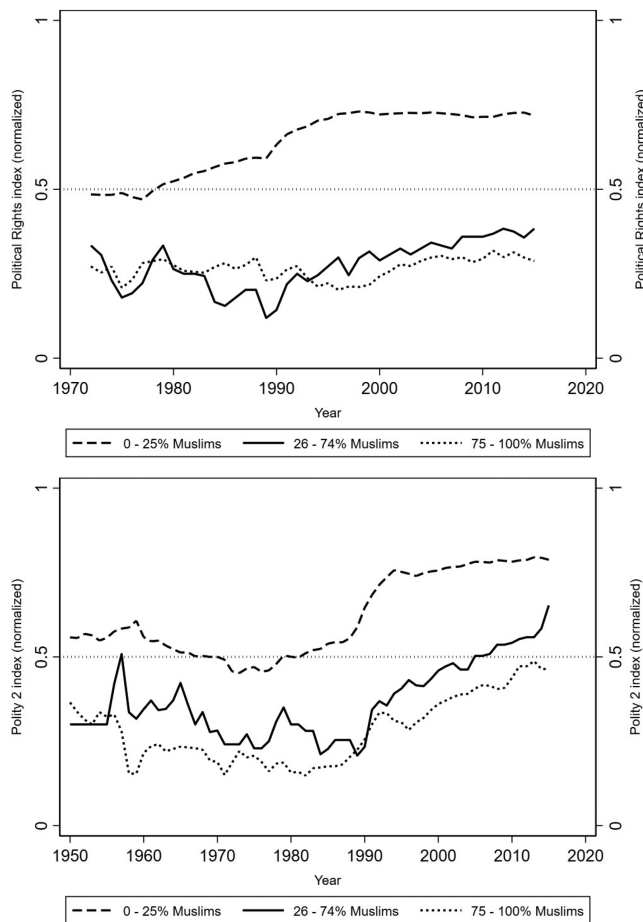 Political Rights index (normalized)
1
0.5
0
1
0.5
0
Political Rights index (normalized)
1970 1980 1990 2000 2010 2020
Year
0 - 25% Muslims 26 - 74% Muslims 75 - 100% Muslims
Polity 2 index (normalized)
1
0.5
0
1
0.5
0
Polity 2 index (normalized)
1950 1960 1970 1980 1990 2000 2010 2020
Year
0 - 25% Muslims 26 - 74% Muslims 75 - 100% Muslims